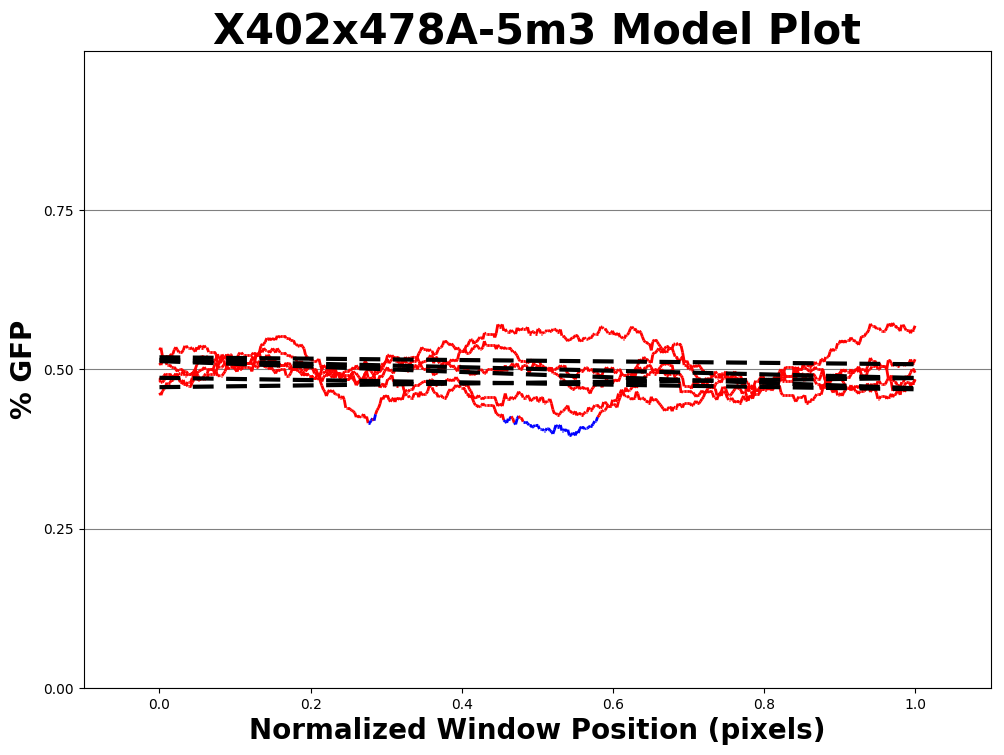 X402x478A-5m3 Model Plot
% GFP
0.75
0.50
0.25
0.00
0.0 0.2 0.4 0.6 0.8 1.0
Normalized Window Position (pixels)